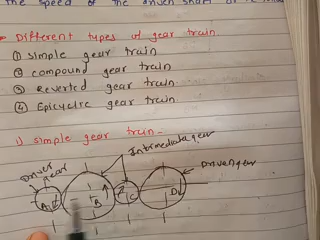 the speed of the driven shaft or
→ Different types of gear train
① Simple gear train
② compound gear train
③ Reverted gear train
④ Epicyclic gear train
1) simple gear train -
Intermediate gear
Driver gear
Driven gear
A
B
C
D